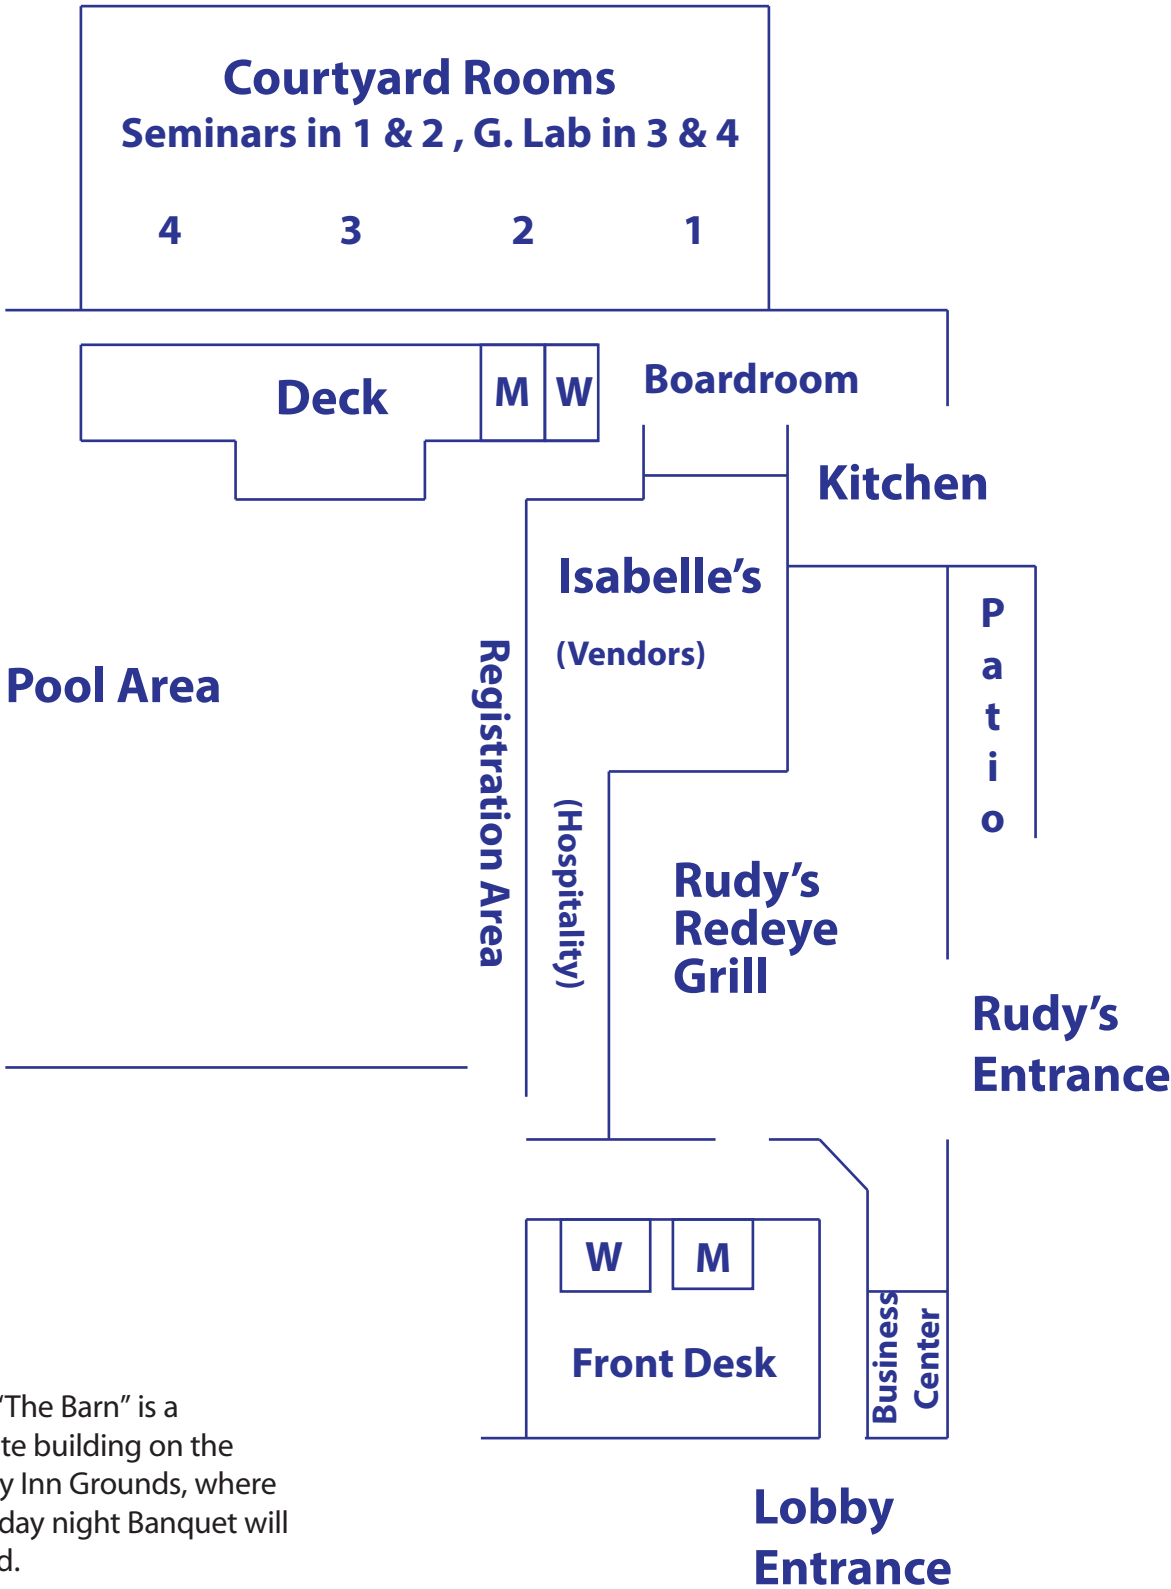 Courtyard Rooms
Seminars in 1 & 2 , G. Lab in 3 & 4
4 3 2 1
Deck
M W
Boardroom
Kitchen
Isabelle’s
(Vendors)
Patio
Pool Area
Registration Area
(Hospitality)
Rudy’s
Redeye
Grill
Rudy’s
Entrance
W M
Front Desk
Business
Center
“The Barn” is a
building on the
Inn Grounds, where
night Banquet will
Lobby
Entrance